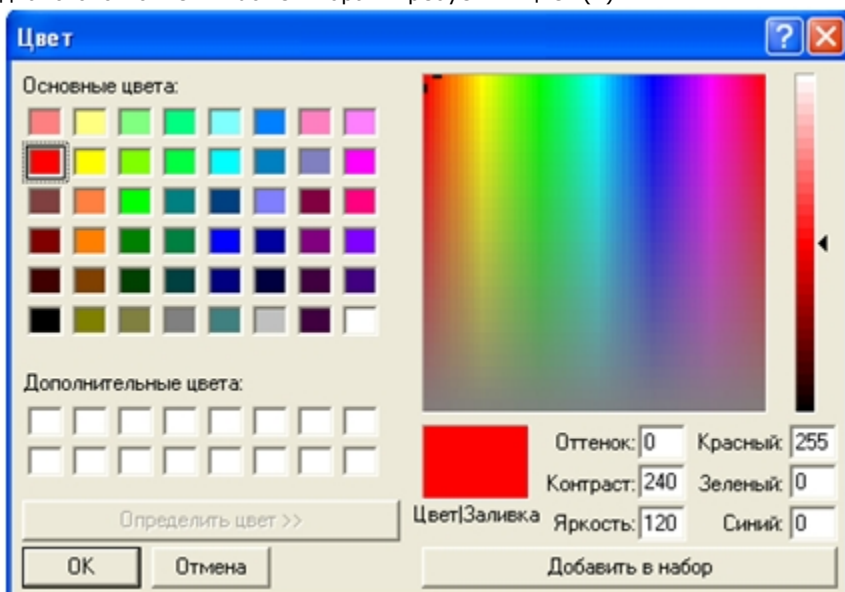 Цвет
Основные цвета:
Дополнительные цвета:
Определить цвет >>
OK
Отмена
Цвет|Заливка
Оттенок: 0
Контраст: 240
Яркость: 120
Красный: 255
Зеленый: 0
Синий: 0
Добавить в набор